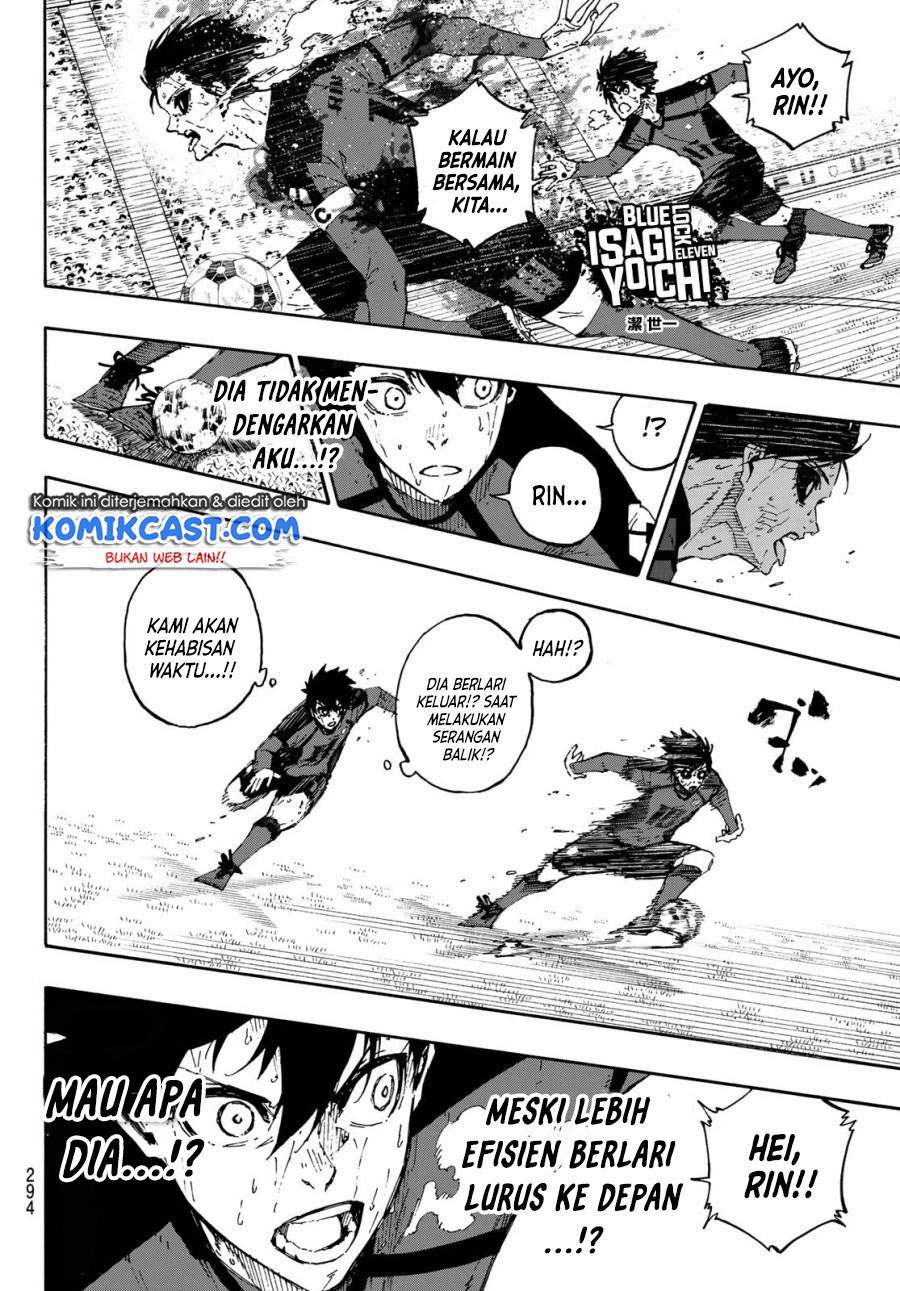 AYO,
RIN!!
KALAU
BERMAIN
BERSAMA,
KITA...
BLUE
LOCK
ELEVEN
ISAGI
YOICHI
潔 世一
!?
RIN...
DIA TIDAK MEN-
DENGARKAN
AKU...!?
Komik ini diterjemahkan & diedit oleh
KOMIKCAST.COM
BUKAN WEB LAIN!!
HAH!?
DIA BERLARI
KELUAR!? SAAT
MELAKUKAN
SERANGAN
BALIK!?
KAMI AKAN
KEHABISAN
WAKTU...!!
HEI,
RIN!!
MESKI LEBIH
EFISIEN BERLARI
LURUS KE DEPAN
...!?
MAU APA
DIA...!?
294